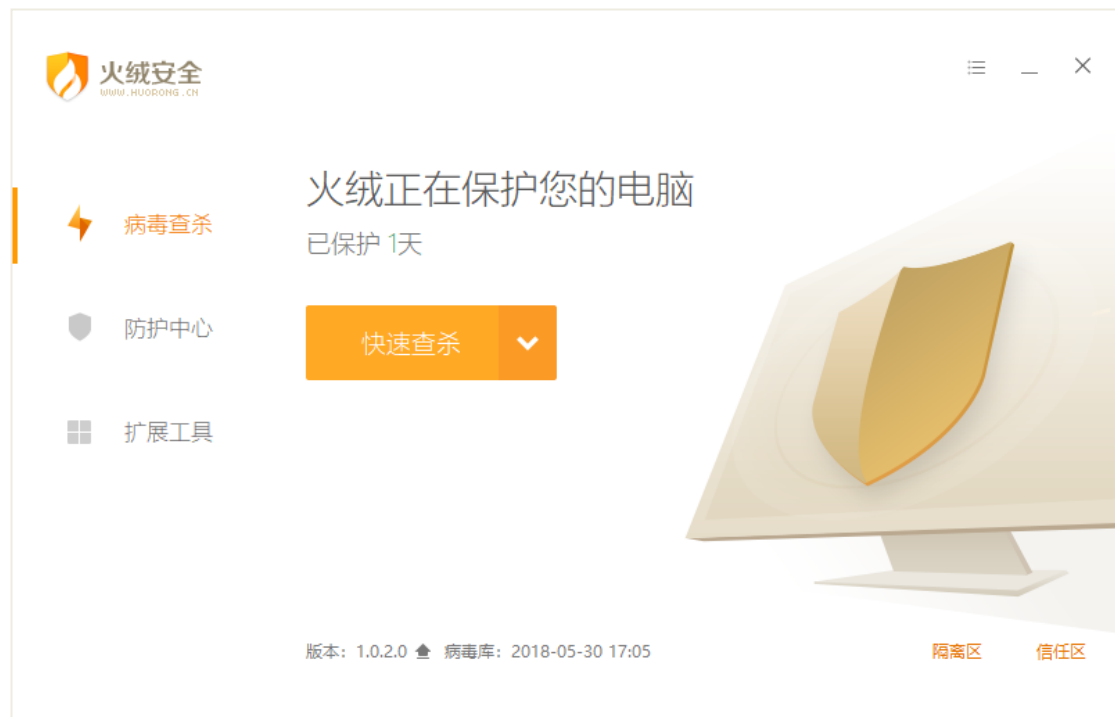 火绒安全
WWW.HUORONG.CN
火绒正在保护您的电脑
已保护 1天
病毒查杀
快速查杀
防护中心
扩展工具
版本：1.0.2.0 病毒库：2018-05-30 17:05
隔离区 信任区